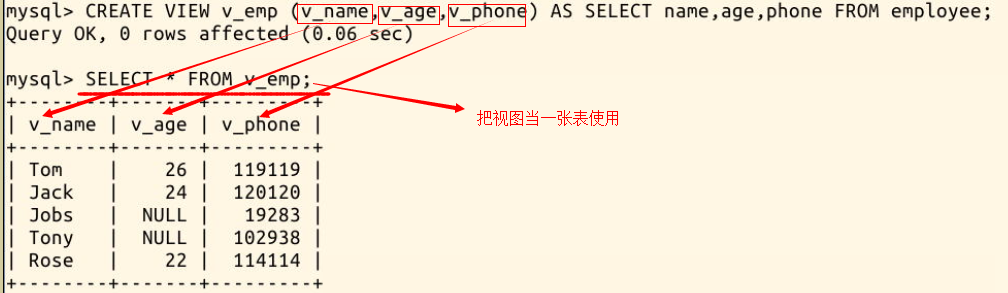 mysql> CREATE VIEW v_emp (v_name,v_age,v_phone) AS SELECT name,age,phone FROM employee;
Query OK, 0 rows affected (0.06 sec)
mysql> SELECT * FROM v_emp;
+--------+-------+---------+
把视图当一张表使用
| v_name | v_age | v_phone |
+--------+-------+---------+
| Tom    |    26 |  119119 |
| Jack   |    24 |  120120 |
| Jobs   |  NULL |   19283 |
| Tony   |  NULL |  102938 |
| Rose   |    22 |  114114 |
+--------+-------+---------+